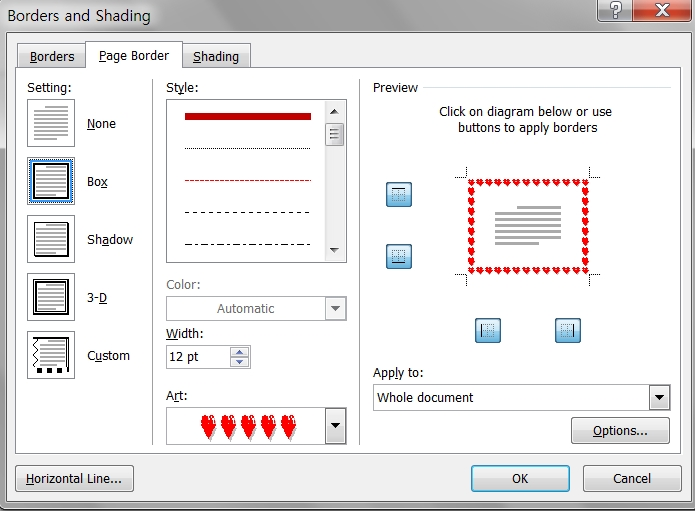 Borders and Shading
Borders
Page Border
Shading
Setting:
None
Box
Shadow
3-D
Custom
Style:
Color:
Automatic
Width:
12 pt
Art:
Preview
Click on diagram below or use
buttons to apply borders
Apply to:
Whole document
Options...
Horizontal Line...
OK
Cancel